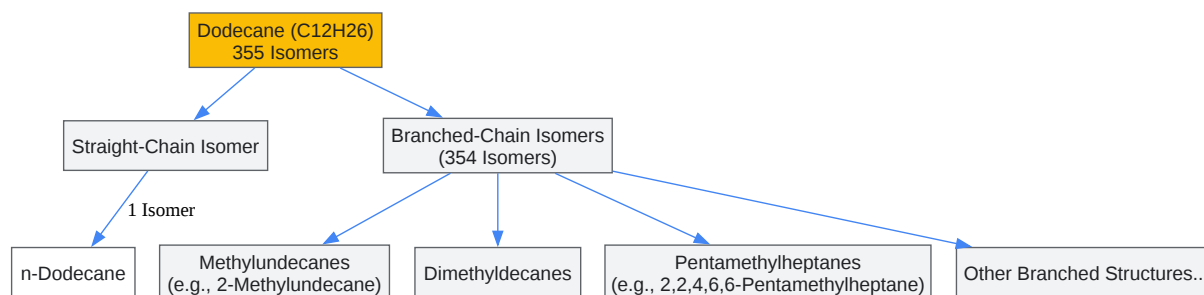 Dodecane (C12H26)
355 Isomers
Straight-Chain Isomer
Branched-Chain Isomers
(354 Isomers)
1 Isomer
n-Dodecane
Methylundecanes
(e.g., 2-Methylundecane)
Dimethyldecanes
Pentamethylheptanes
(e.g., 2,2,4,6,6-Pentamethylheptane)
Other Branched Structures..